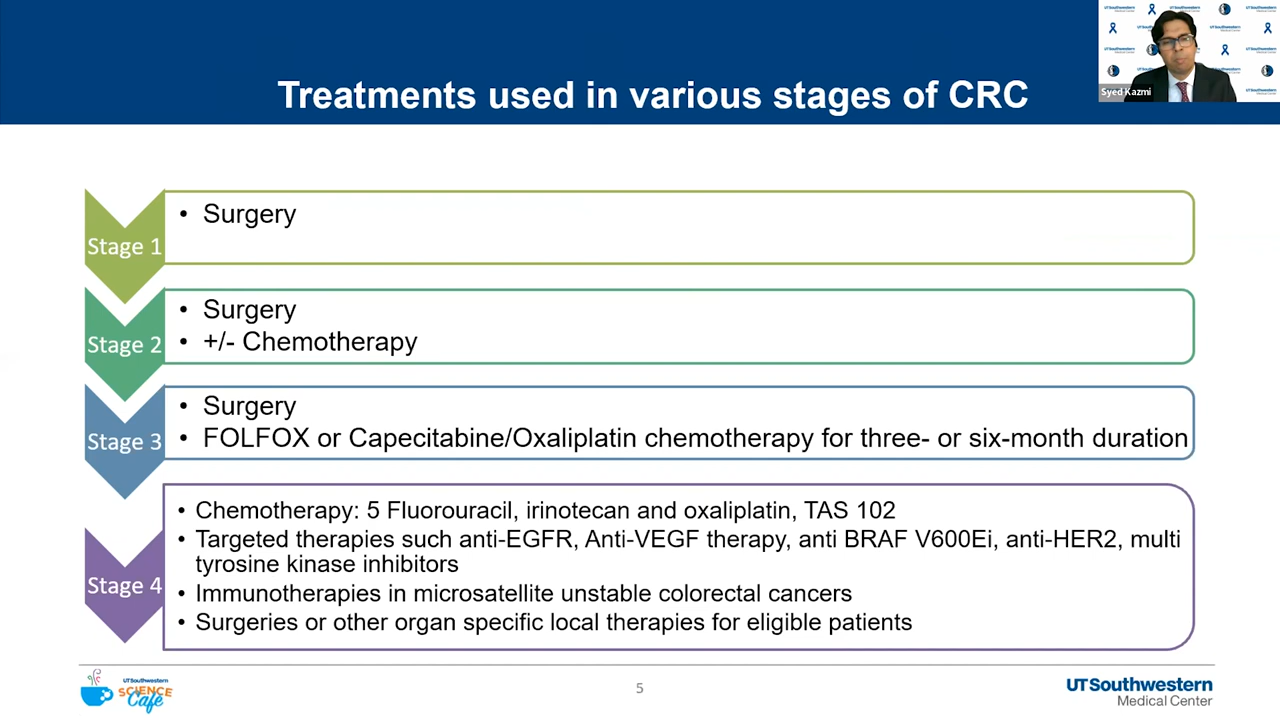 Treatments used in various stages of CRC
Syed Kazmi
Stage 1
• Surgery
Stage 2
• Surgery
• +/- Chemotherapy
Stage 3
• Surgery
• FOLFOX or Capecitabine/Oxaliplatin chemotherapy for three- or six-month duration
Stage 4
• Chemotherapy: 5 Fluorouracil, irinotecan and oxaliplatin, TAS 102
• Targeted therapies such anti-EGFR, Anti-VEGF therapy, anti BRAF V600Ei, anti-HER2, multi
tyrosine kinase inhibitors
• Immunotherapies in microsatellite unstable colorectal cancers
• Surgeries or other organ specific local therapies for eligible patients
UTSouthwestern
SCIENCE
Café
5
UTSouthwestern
Medical Center